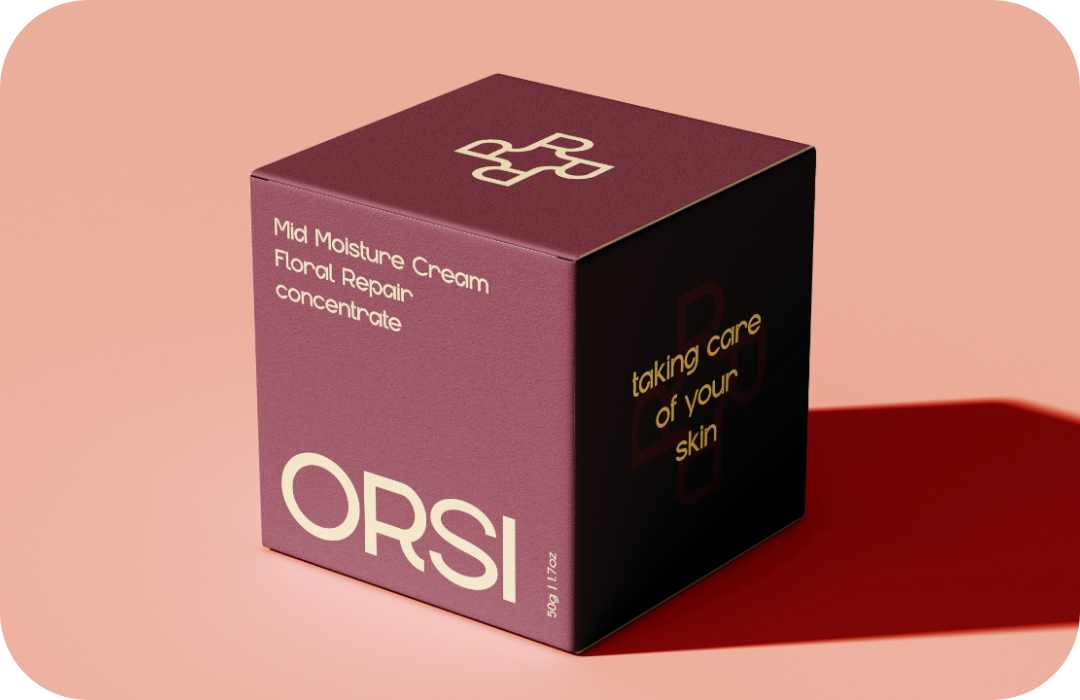 Mid Moisture Cream
Floral Repair
concentrate
ORSI
50g | 1.7oz
taking care
of your
skin